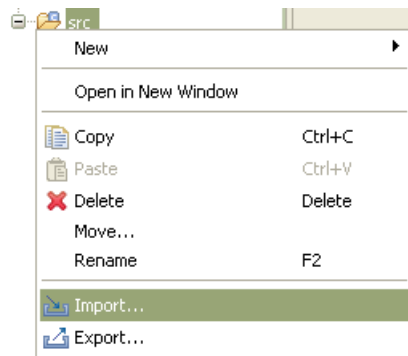 src
New
Open in New Window
Copy Ctrl+C
Paste Ctrl+V
Delete Delete
Move...
Rename F2
Import...
Export...